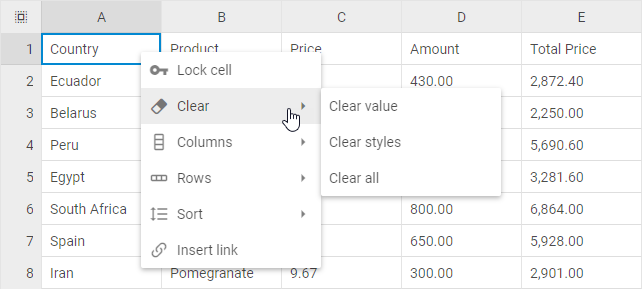 A B C D E
1 Country Product Price Amount Total Price
Lock cell
2 Ecuador 430.00 2,872.40
Clear Clear value
3 Belarus 2,250.00
Columns Clear styles
4 Peru 5,690.60
Rows Clear all
5 Egypt 3,281.60
6 South Africa 800.00 6,864.00
Sort
7 Spain 650.00 5,928.00
Insert link
8 Iran Pomegranate 9.67 300.00 2,901.00